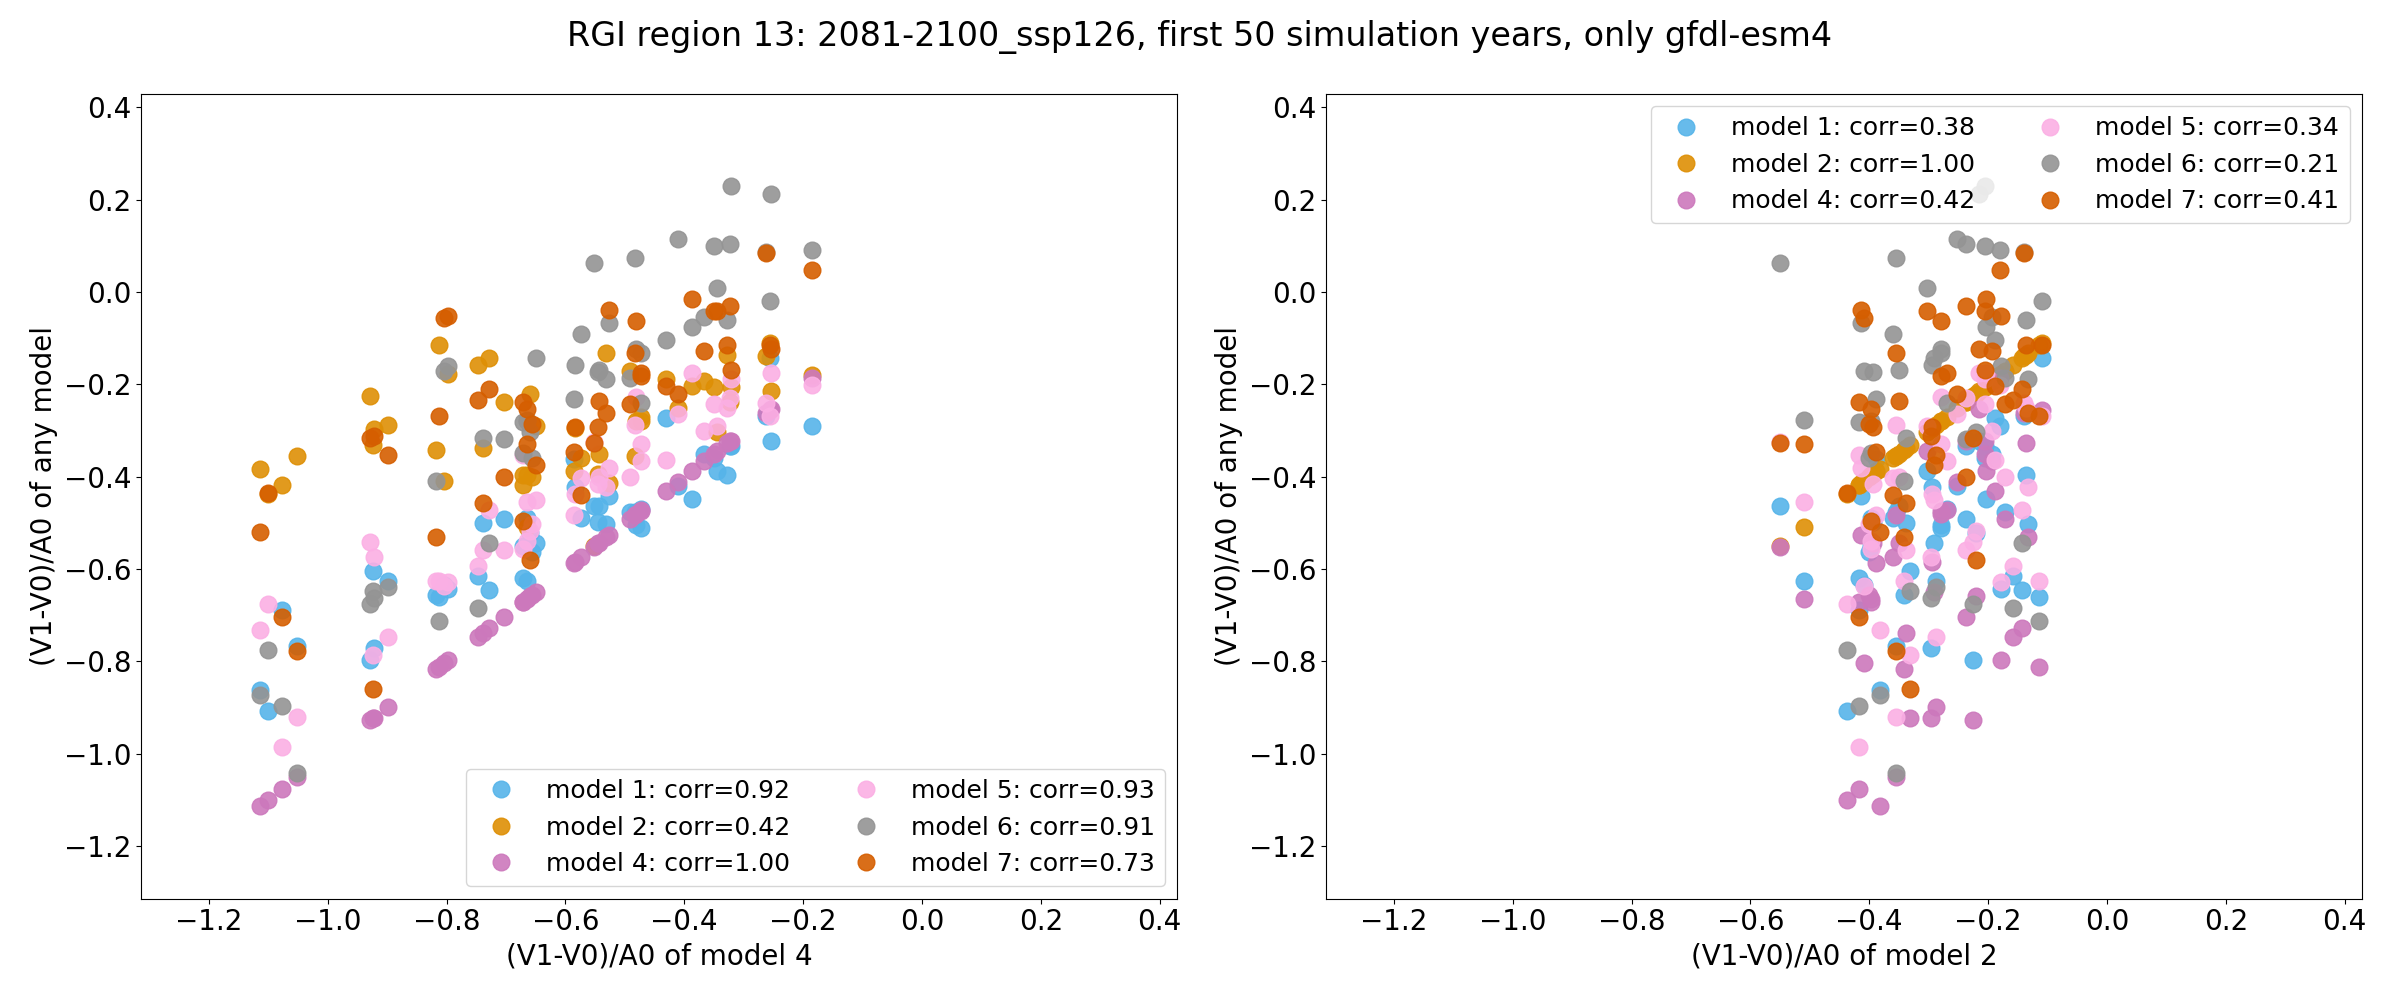 RGI region 13: 2081-2100_ssp126, first 50 simulation years, only gfdl-esm4
(V1-V0)/A0 of any model
0.4
0.2
0.0
−0.2
−0.4
−0.6
−0.8
−1.0
−1.2
model 1: corr=0.92
model 2: corr=0.42
model 4: corr=1.00
model 5: corr=0.93
model 6: corr=0.91
model 7: corr=0.73
−1.2 −1.0 −0.8 −0.6 −0.4 −0.2 0.0 0.2 0.4
(V1-V0)/A0 of model 4
(V1-V0)/A0 of any model
0.4
0.2
0.0
−0.2
−0.4
−0.6
−0.8
−1.0
−1.2
model 1: corr=0.38
model 2: corr=1.00
model 4: corr=0.42
model 5: corr=0.34
model 6: corr=0.21
model 7: corr=0.41
−1.2 −1.0 −0.8 −0.6 −0.4 −0.2 0.0 0.2 0.4
(V1-V0)/A0 of model 2